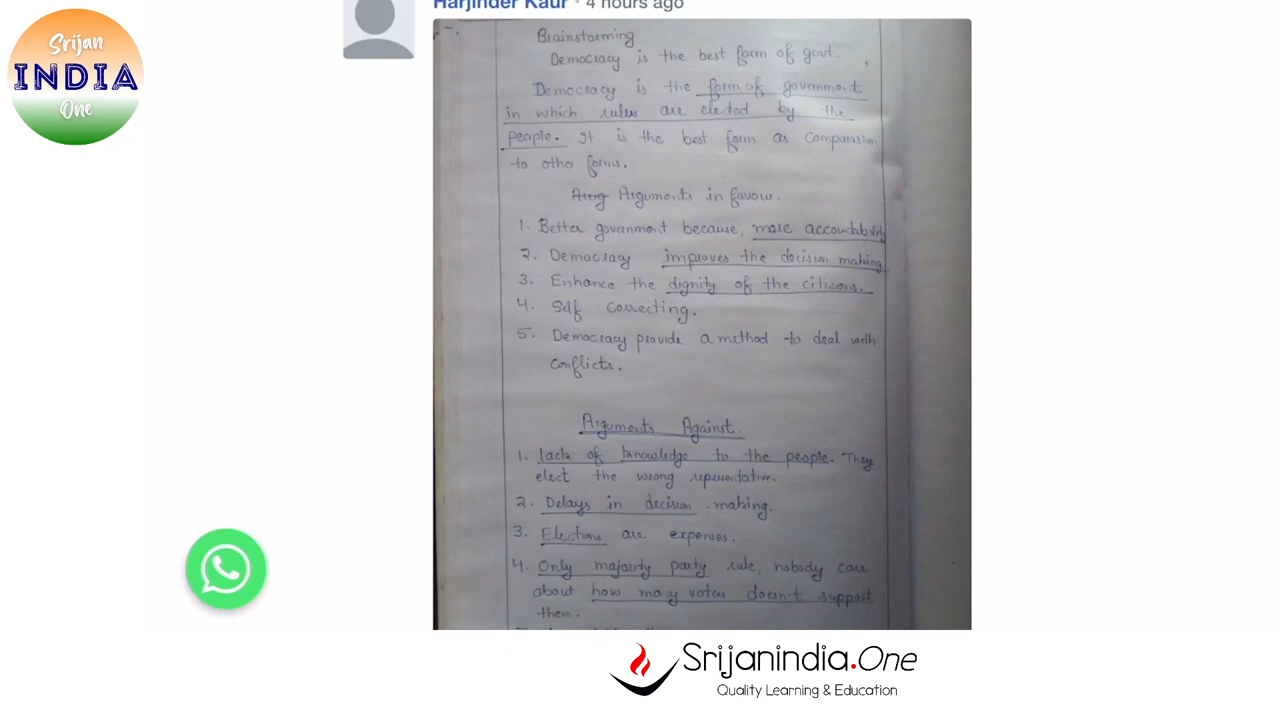 Srijan
INDIA
One
Harjinder Kaur · 4 hours ago
Brainstorming
Democracy is the best form of govt.
Democracy is the form of government
in which rules are elected by the
people. It is the best form as comparastion
to other forms.
Arug Arguments in favour.
1. Better government because, more accountability
2. Democracy improves the decision making
3. Enhance the dignity of the citizens.
4. Self correcting.
5. Democracy provide a method to deal with
conflicts.
Arguments Against.
1. lack of knowledge to the people. They
elect the wrong representative.
2. Delays in decision -making.
3. Elections are expenses.
4. Only majority party rule, nobody care
about how many voters doesn't support
them.
SrijanIndia.One
Quality Learning & Education